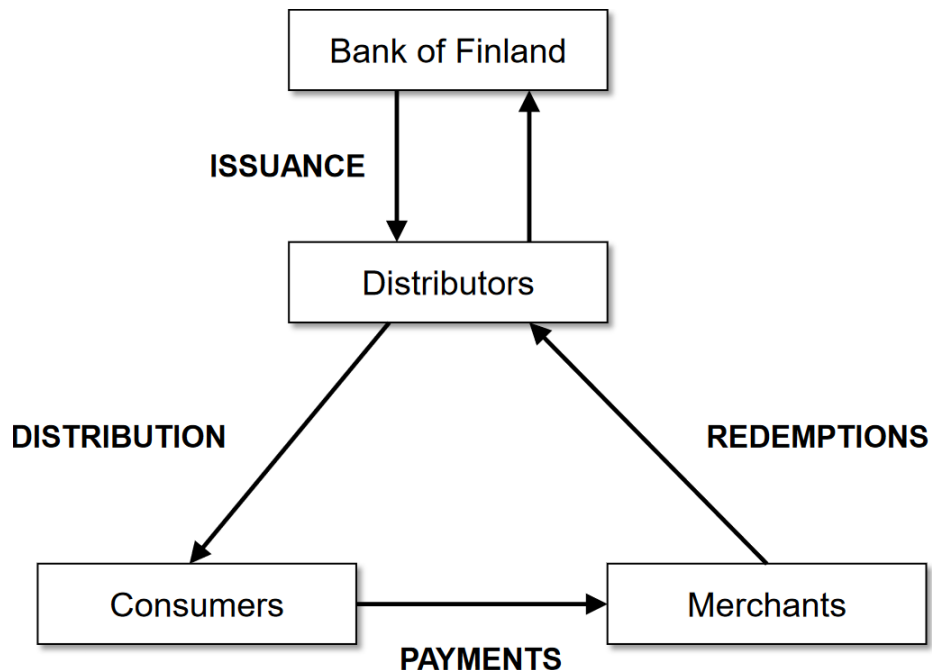 Bank of Finland
ISSUANCE
Distributors
DISTRIBUTION
REDEMPTIONS
Consumers
Merchants
PAYMENTS